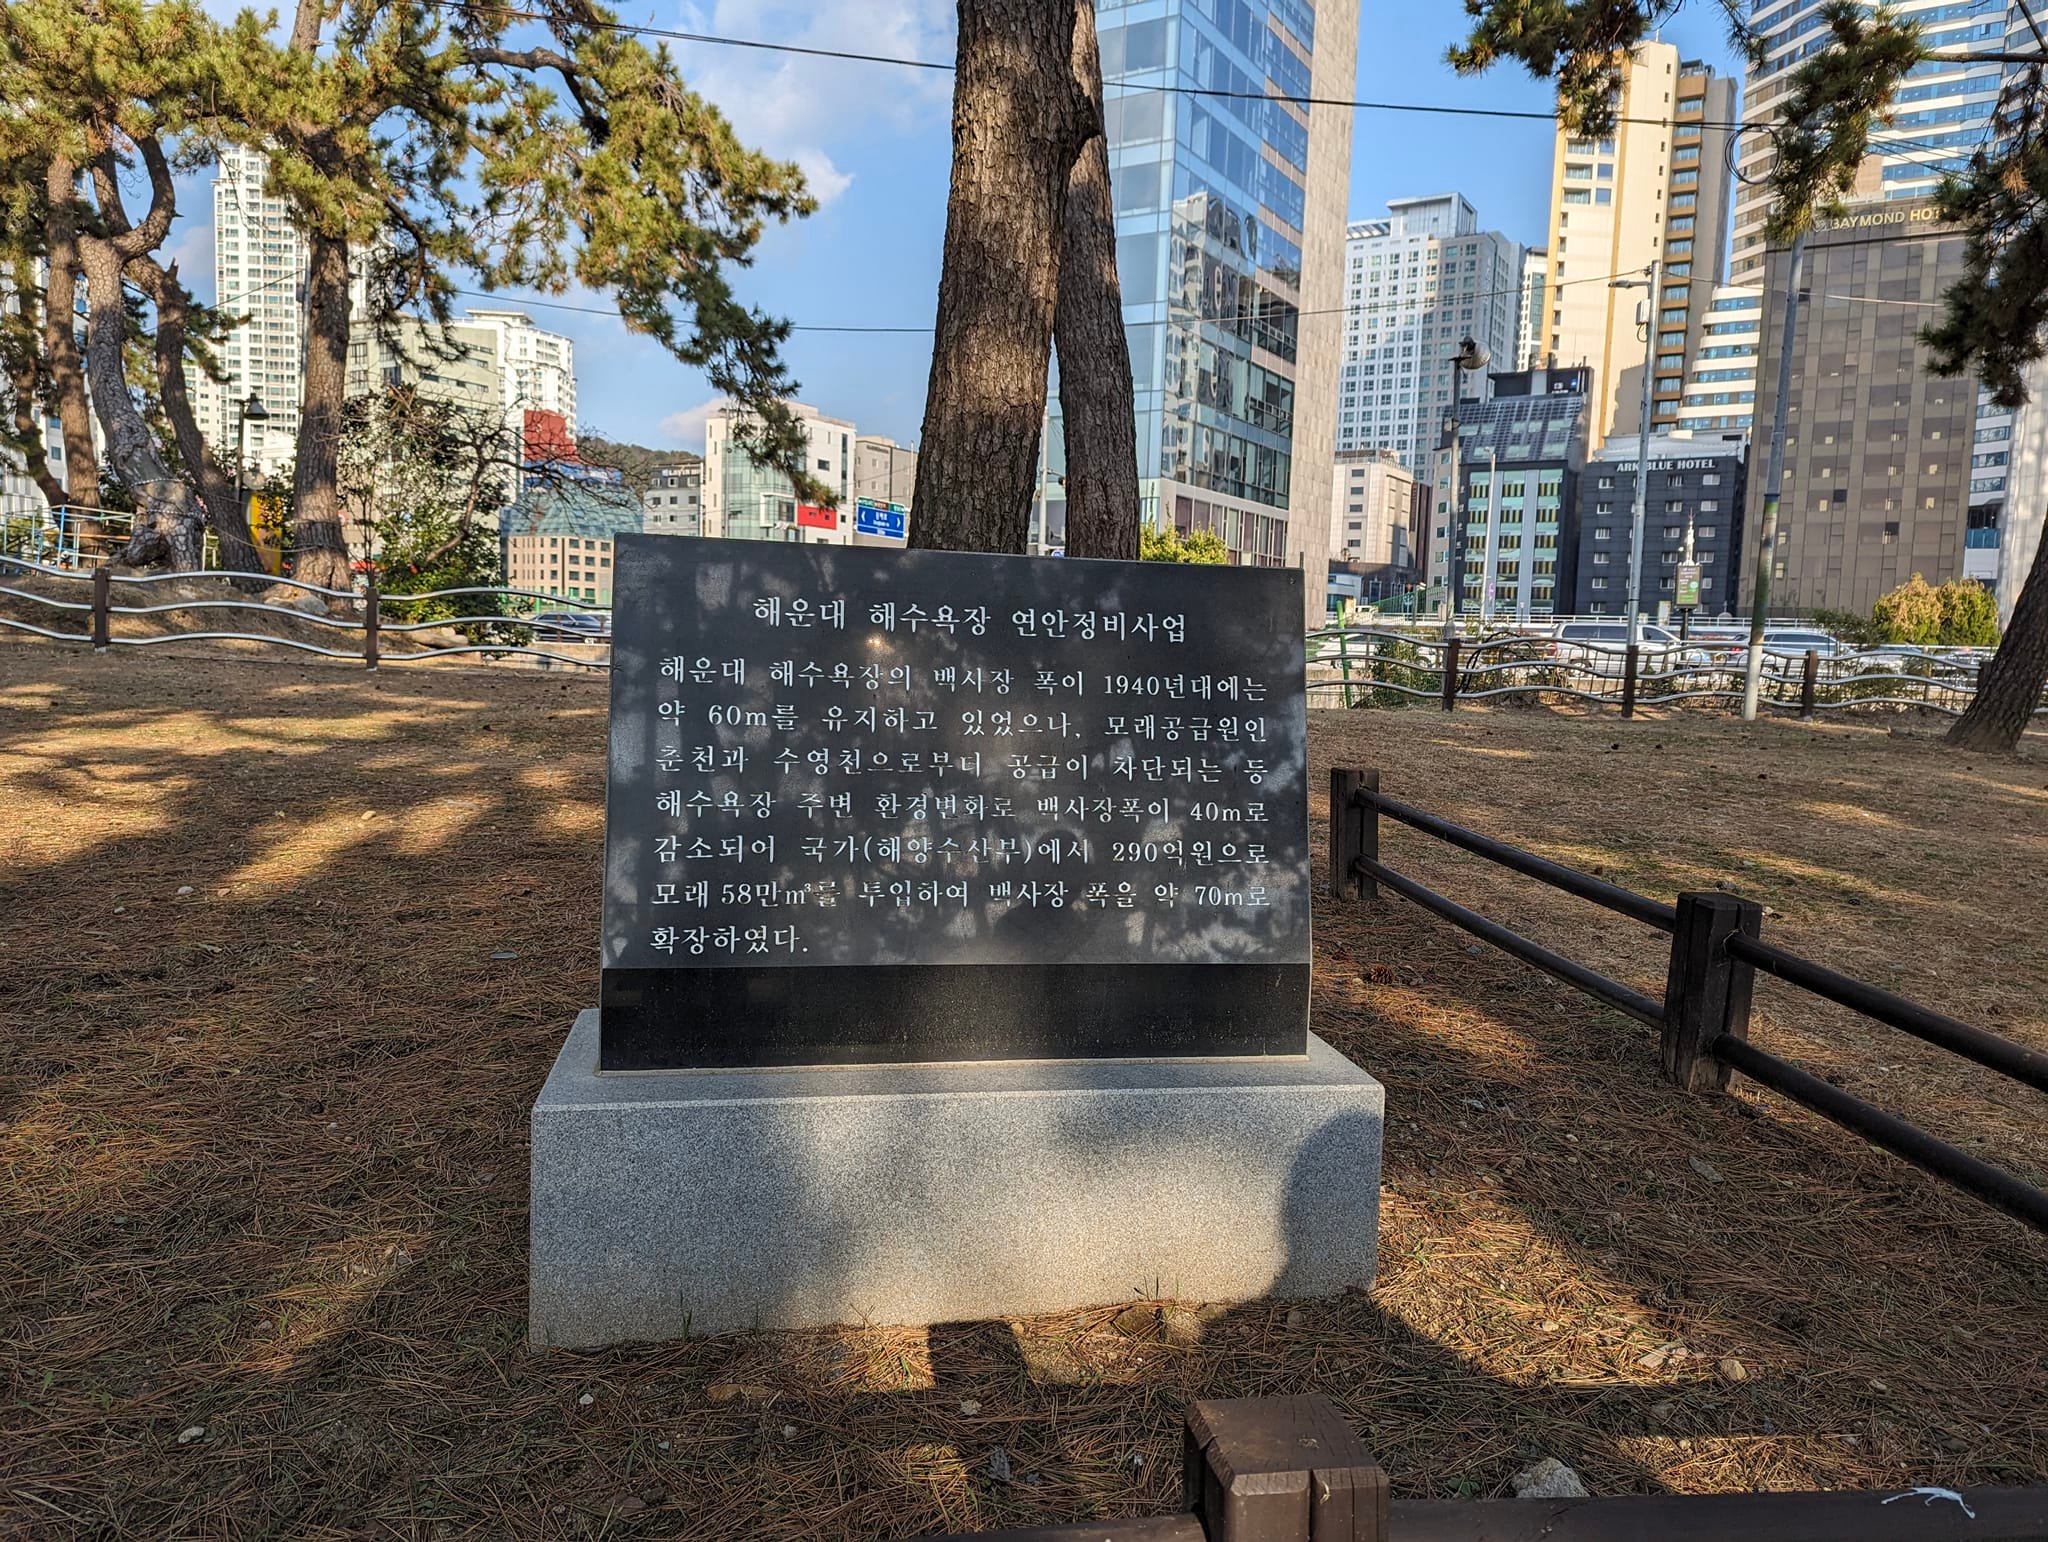 BAYMOND HOT
ARK BLUE HOTEL
해운대 해수욕장 연안정비사업
해운대 해수욕장의 백사장 폭이 1940년대에는
약 60m를 유지하고 있었으나, 모래공급원인
춘천과 수영천으로부터 공급이 차단되는 등
해수욕장 주변 환경변화로 백사장폭이 40m로
감소되어 국가(해양수산부)에서 290억원으로
모래 58만㎥를 투입하여 백사장 폭을 약 70m로
확장하였다.